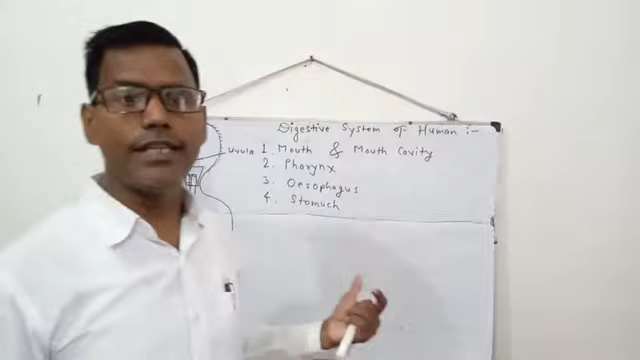 Digestive System of Human :-
uvula
1. Mouth & Mouth Cavity
2. Pharynx
3. Oesophagus
4. Stomuch